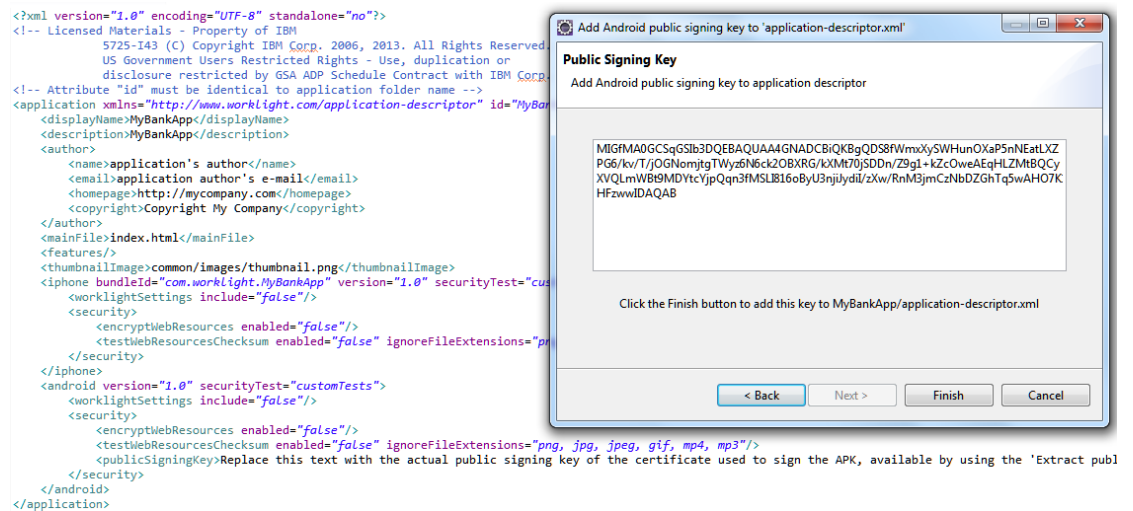 <?xml version="1.0" encoding="UTF-8" standalone="no"?>
<!-- Licensed Materials - Property of IBM
5725-I43 (C) Copyright IBM Corp. 2006, 2013. All Rights Reserved.
US Government Users Restricted Rights - Use, duplication or
disclosure restricted by GSA ADP Schedule Contract with IBM Corp.
<!-- Attribute "id" must be identical to application folder name -->
<application xmlns="http://www.worklight.com/application-descriptor" id="MyBan
<displayName>MyBankApp</displayName>
<description>MyBankApp</description>
<author>
<name>application's author</name>
<email>application author's e-mail</email>
<homepage>http://mycompany.com</homepage>
<copyright>Copyright My Company</copyright>
</author>
<mainFile>index.html</mainFile>
<features/>
<thumbnailImage>common/images/thumbnail.png</thumbnailImage>
<iphone bundleId="com.worklight.MyBankApp" version="1.0" securityTest="cus
<worklightSettings include="false"/>
<security>
<encryptWebResources enabled="false"/>
<testWebResourcesChecksum enabled="false" ignoreFileExtensions="pn
</security>
</iphone>
<android version="1.0" securityTest="customTests">
<worklightSettings include="false"/>
<security>
<encryptWebResources enabled="false"/>
<testWebResourcesChecksum enabled="false" ignoreFileExtensions="png, jpg, jpeg, gif, mp4, mp3"/>
<publicSigningKey>Replace this text with the actual public signing key of the certificate used to sign the APK, available by using the 'Extract publ
</security>
</android>
</application>
Add Android public signing key to 'application-descriptor.xml'
Public Signing Key
Add Android public signing key to application descriptor
MIGfMA0GCSqGSIb3DQEBAQUAA4GNADCBiQKBgQDS8fWmxXySWHunOXaP5nNEatLXZ
PG6/kv/T/jOGNomjtgTWyz6N6ck2OBXRG/kXMt70jSDDn/Z9g1+kZcOweAEqHLZMtBQCy
XVQLmWBt9MDYtcYjpQqn3fMSLI816oByU3njiJydiI/zXw/RnM3jmCzNbDZGhTq5wAHO7K
HFzwwIDAQAB
Click the Finish button to add this key to MyBankApp/application-descriptor.xml
< Back
Next >
Finish
Cancel